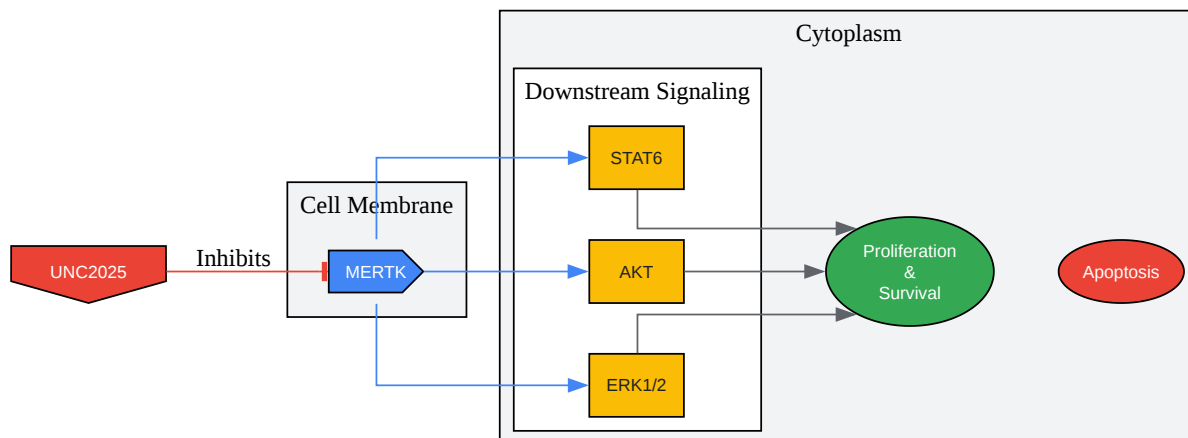 Cytoplasm
Downstream Signaling
STAT6
Cell Membrane
Inhibits
UNC2025
MERTK
AKT
Proliferation
&
Survival
Apoptosis
ERK1/2